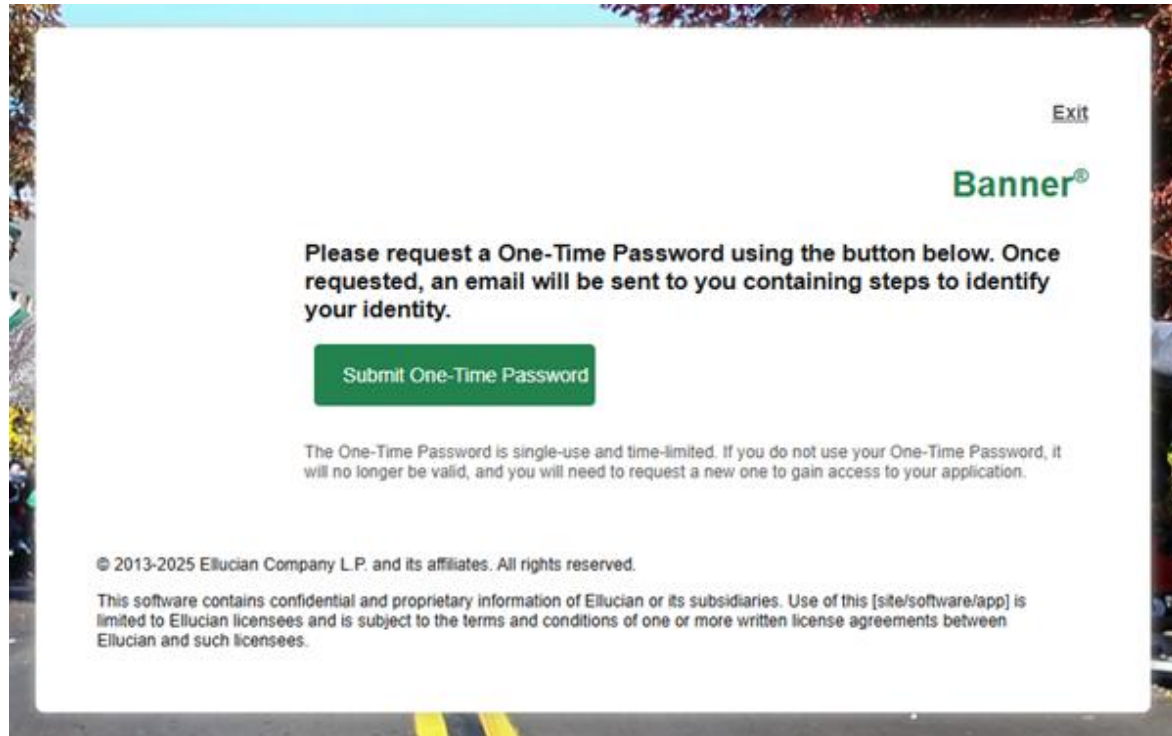 Exit
Banner®
Please request a One-Time Password using the button below. Once
requested, an email will be sent to you containing steps to identify
your identity.
Submit One-Time Password
The One-Time Password is single-use and time-limited. If you do not use your One-Time Password, it
will no longer be valid, and you will need to request a new one to gain access to your application.
© 2013-2025 Ellucian Company L.P. and its affiliates. All rights reserved.
This software contains confidential and proprietary information of Ellucian or its subsidiaries. Use of this [site/software/app] is
limited to Ellucian licensees and is subject to the terms and conditions of one or more written license agreements between
Ellucian and such licensees.